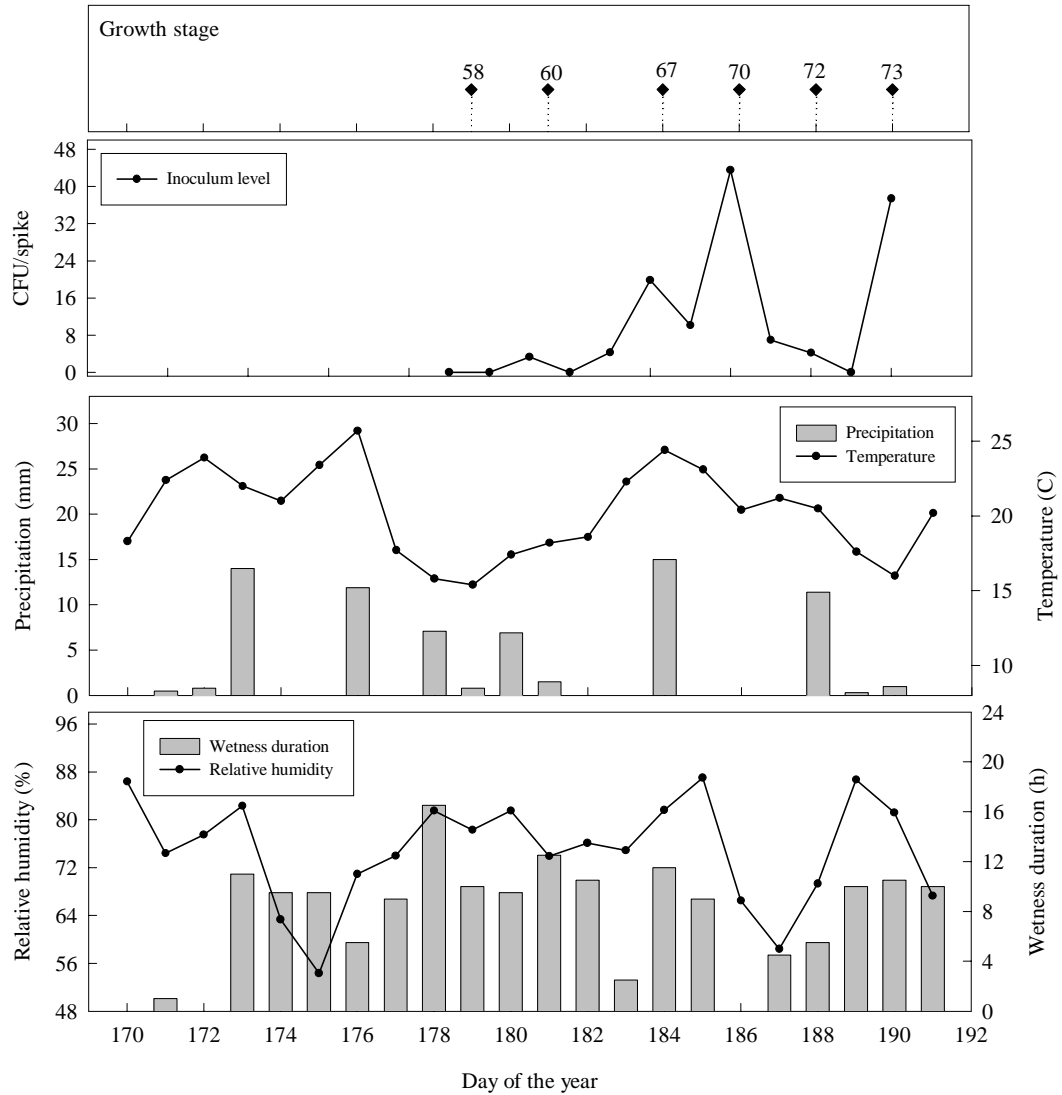 Growth stage
58 60 67 70 72 73
CFU/spike
48
40
32
24
16
8
0
Inoculum level
Precipitation (mm)
30
25
20
15
10
5
0
Precipitation
Temperature
25
20
15
10
Temperature (C)
Relative humidity (%)
96
88
80
72
64
56
48
Wetness duration
Relative humidity
24
20
16
12
8
4
0
Wetness duration (h)
170 172 174 176 178 180 182 184 186 188 190 192
Day of the year